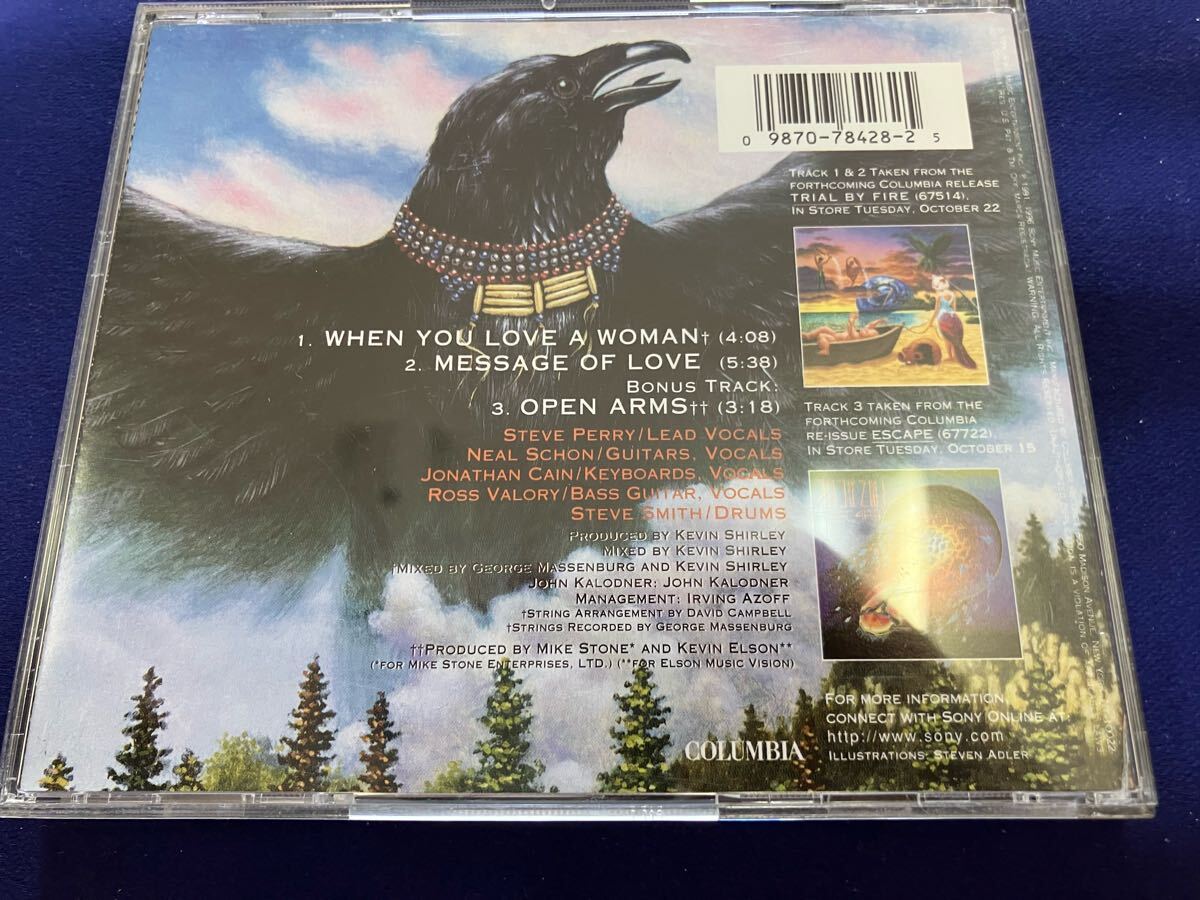 0 9870-78428-2 5
TRACK 1 & 2 TAKEN FROM THE
FORTHCOMING COLUMBIA RELEASE
TRIAL BY FIRE (67514).
IN STORE TUESDAY, OCTOBER 22
1. WHEN YOU LOVE A WOMAN† (4:08)
2. MESSAGE OF LOVE (5:38)
BONUS TRACK:
3. OPEN ARMS†† (3:18)
TRACK 3 TAKEN FROM THE
FORTHCOMING COLUMBIA
RE-ISSUE ESCAPE (67722).
IN STORE TUESDAY, OCTOBER 15
STEVE PERRY/LEAD VOCALS
NEAL SCHON/GUITARS, VOCALS
JONATHAN CAIN/KEYBOARDS, VOCALS
ROSS VALORY/BASS GUITAR, VOCALS
STEVE SMITH/DRUMS
PRODUCED BY KEVIN SHIRLEY
MIXED BY KEVIN SHIRLEY
†MIXED BY GEORGE MASSENBURG AND KEVIN SHIRLEY
JOHN KALODNER: JOHN KALODNER
MANAGEMENT: IRVING AZOFF
†STRING ARRANGEMENT BY DAVID CAMPBELL
†STRINGS RECORDED BY GEORGE MASSENBURG
††PRODUCED BY MIKE STONE* AND KEVIN ELSON**
(*FOR MIKE STONE ENTERPRISES, LTD.) (**FOR ELSON MUSIC VISION)
COLUMBIA
FOR MORE INFORMATION,
CONNECT WITH SONY ONLINE AT:
http://www.sony.com
ILLUSTRATIONS: STEVEN ADLER